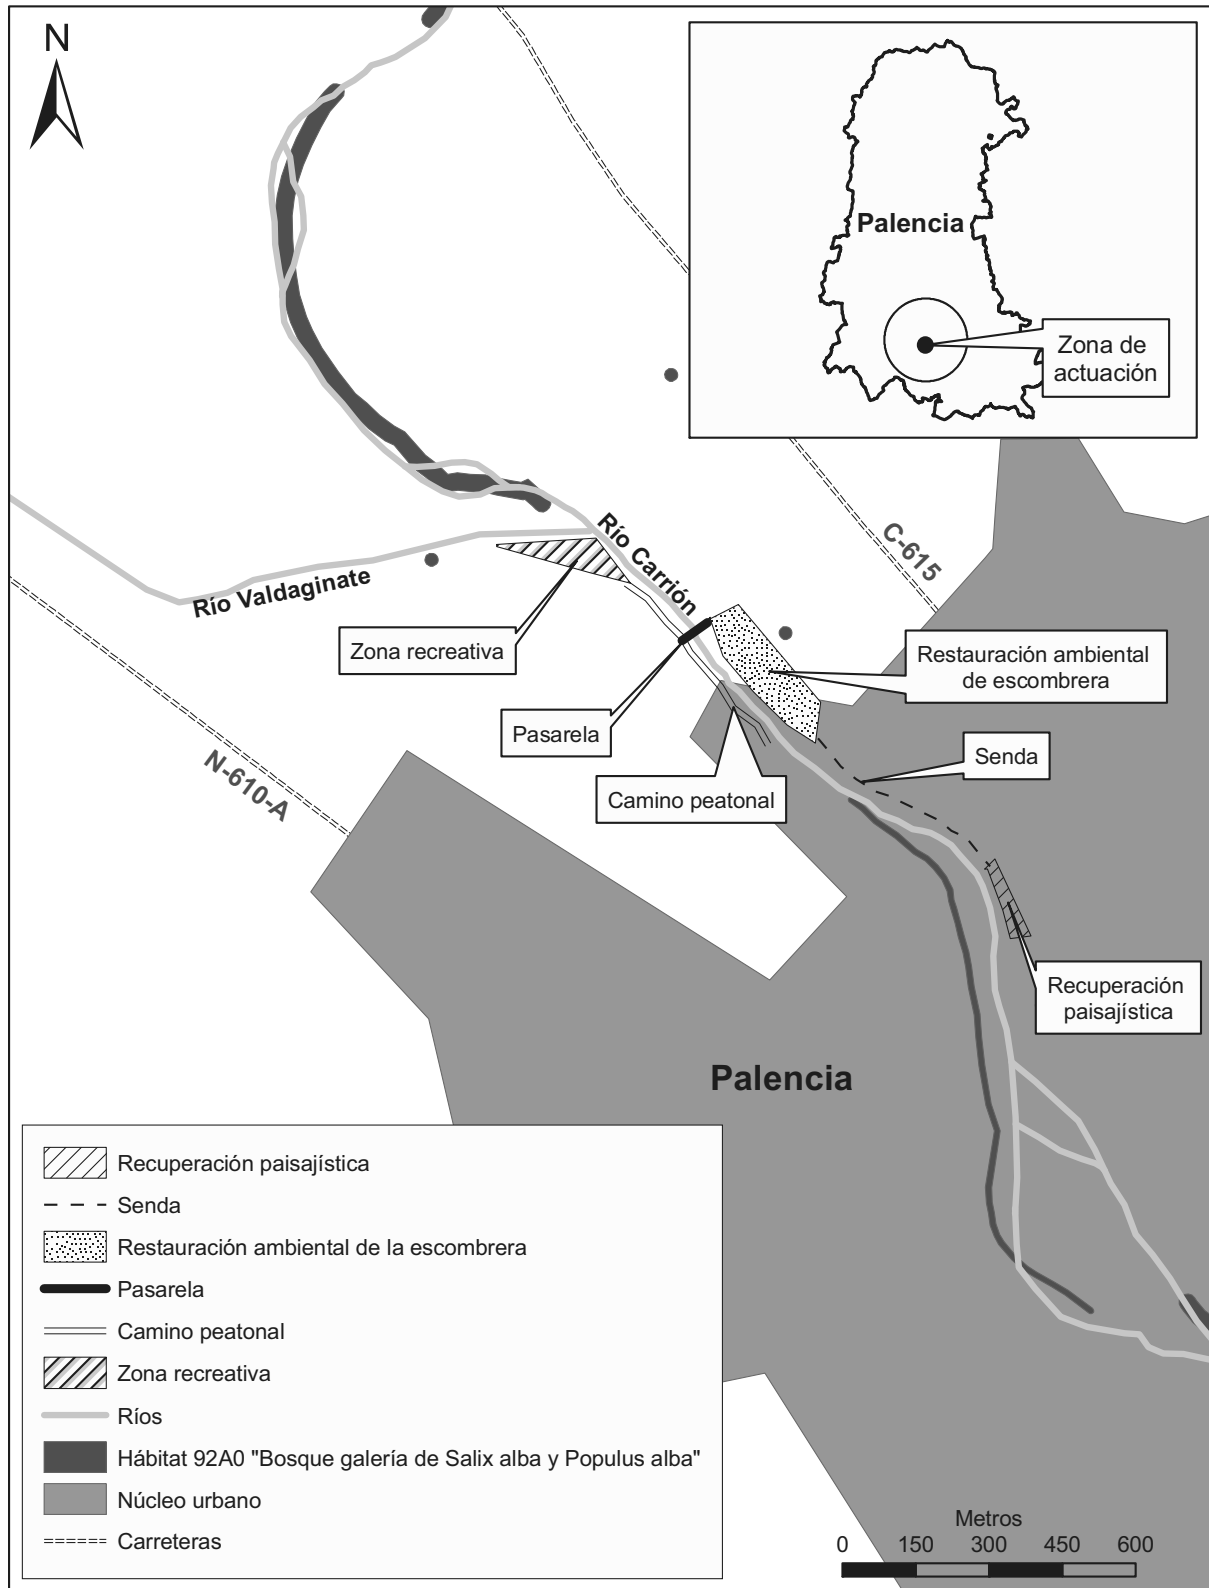 N
Palencia
Zona de
actuación
C-615
Río Carrión
Río Valdaginate
Zona recreativa
Restauración ambiental
de escombrera
Pasarela
Senda
N-610-A
Camino peatonal
Recuperación
paisajística
Palencia
Recuperación paisajística
Senda
Restauración ambiental de la escombrera
Pasarela
Camino peatonal
Zona recreativa
Ríos
Hábitat 92A0 "Bosque galería de Salix alba y Populus alba"
Núcleo urbano
Carreteras
Metros
0 150 300 450 600